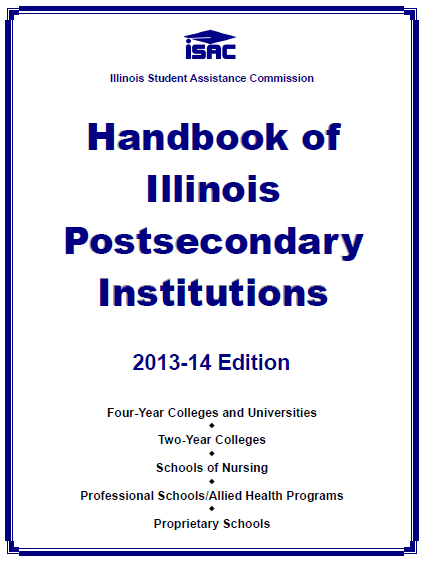 iSAC
Illinois Student Assistance Commission
Handbook of
Illinois
Postsecondary
Institutions
2013-14 Edition
Four-Year Colleges and Universities
Two-Year Colleges
Schools of Nursing
Professional Schools/Allied Health Programs
Proprietary Schools